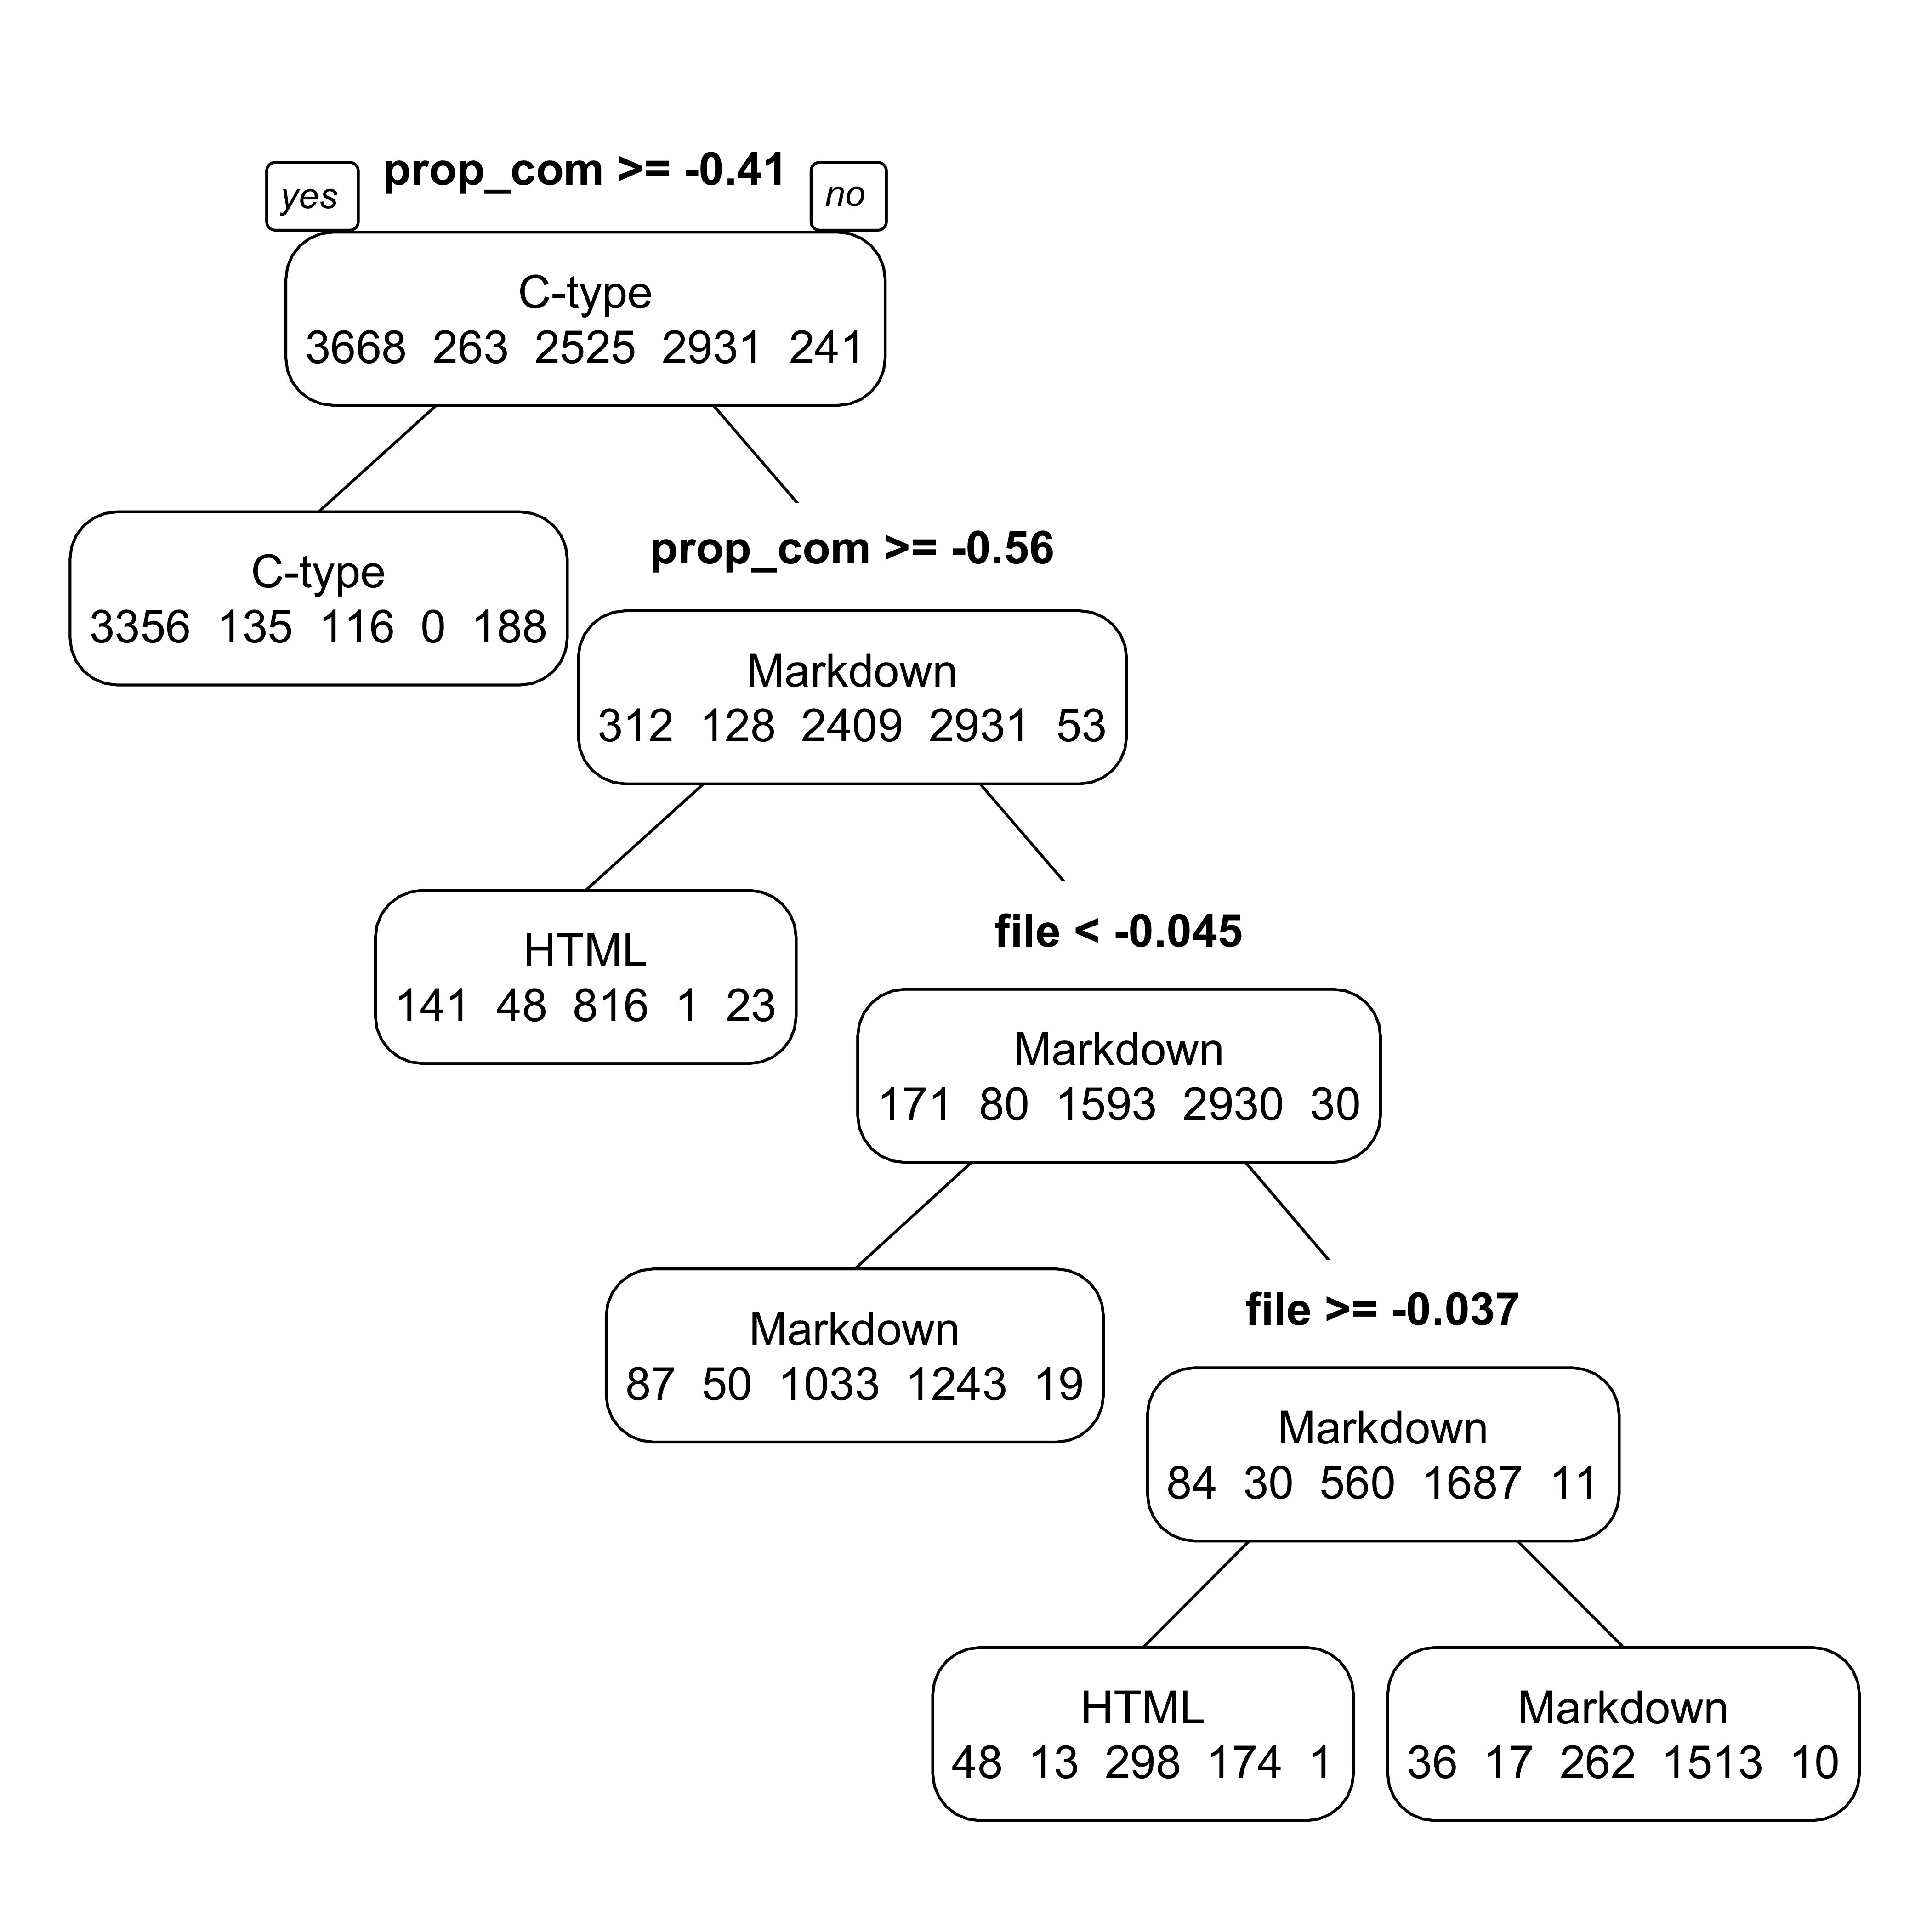 prop_com >= -0.41
yes
no
C-type
3668 263 2525 2931 241
C-type
3356 135 116 0 188
prop_com >= -0.56
Markdown
312 128 2409 2931 53
HTML
141 48 816 1 23
file < -0.045
Markdown
171 80 1593 2930 30
Markdown
87 50 1033 1243 19
file >= -0.037
Markdown
84 30 560 1687 11
HTML
48 13 298 174 1
Markdown
36 17 262 1513 10